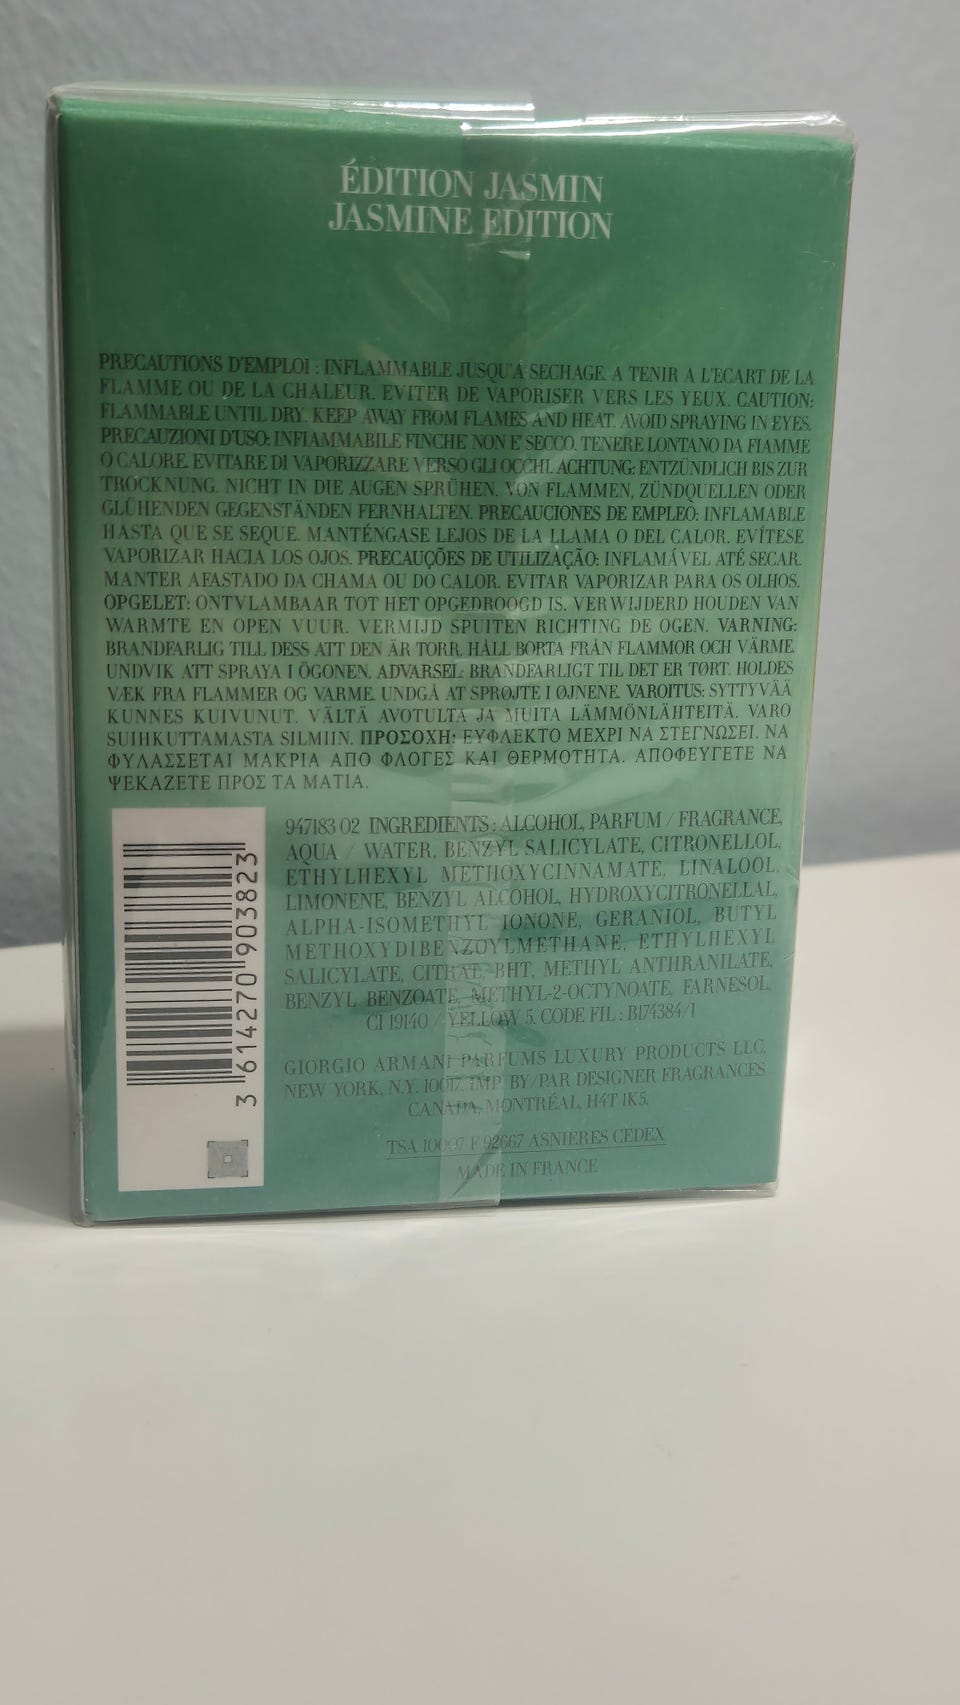 ÉDITION JASMIN
JASMINE EDITION
PRECAUTIONS D'EMPLOI : INFLAMMABLE JUSQU'A SECHAGE. A TENIR A L'ECART DE LA
FLAMME OU DE LA CHALEUR. EVITER DE VAPORISER VERS LES YEUX. CAUTION:
FLAMMABLE UNTIL DRY. KEEP AWAY FROM FLAMES AND HEAT. AVOID SPRAYING IN EYES.
PRECAUZIONI D'USO: INFIAMMABILE FINCHE' NON E' SECCO. TENERE LONTANO DA FIAMME
O CALORE. EVITARE DI VAPORIZZARE VERSO GLI OCCHI. ACHTUNG: ENTZÜNDLICH BIS ZUR
TROCKNUNG. NICHT IN DIE AUGEN SPRÜHEN. VON FLAMMEN, ZÜNDQUELLEN ODER
GLÜHENDEN GEGENSTÄNDEN FERNHALTEN. PRECAUCIONES DE EMPLEO: INFLAMABLE
HASTA QUE SE SEQUE. MANTÉNGASE LEJOS DE LA LLAMA O DEL CALOR. EVÍTESE
VAPORIZAR HACIA LOS OJOS. PRECAUÇÕES DE UTILIZAÇÃO: INFLAMÁVEL ATÉ SECAR.
MANTER AFASTADO DA CHAMA OU DO CALOR. EVITAR VAPORIZAR PARA OS OLHOS.
OPGELET: ONTVLAMBAAR TOT HET OPGEDROOGD IS. VERWIJDERD HOUDEN VAN
WARMTE EN OPEN VUUR. VERMIJD SPUITEN RICHTING DE OGEN. VARNING:
BRANDFARLIG TILL DESS ATT DEN ÄR TORR. HÅLL BORTA FRÅN FLAMMOR OCH VÄRME.
UNDVIK ATT SPRAYA I ÖGONEN. ADVARSEL: BRANDFARLIGT TIL DET ER TØRT. HOLDES
VÆK FRA FLAMMER OG VARME. UNDGÅ AT SPRØJTE I ØJNENE. VAROITUS: SYTTYVÄÄ
KUNNES KUIVUNUT. VÄLTÄ AVOTULTA JA MUITA LÄMMÖNLÄHTEITÄ. VARO
SUIHKUTTAMASTA SILMIIN. ΠΡΟΣΟΧΗ: ΕΥΦΛΕΚΤΟ ΜΕΧΡΙ ΝΑ ΣΤΕΓΝΩΣΕΙ. ΝΑ
ΦΥΛΑΣΣΕΤΑΙ ΜΑΚΡΙΑ ΑΠΟ ΦΛΟΓΕΣ ΚΑΙ ΘΕΡΜΟΤΗΤΑ. ΑΠΟΦΕΥΓΕΤΕ ΝΑ
ΨΕΚΑΖΕΤΕ ΠΡΟΣ ΤΑ ΜΑΤΙΑ.
947183 02 INGREDIENTS : ALCOHOL, PARFUM / FRAGRANCE,
AQUA / WATER, BENZYL SALICYLATE, CITRONELLOL,
ETHYLHEXYL METHOXYCINNAMATE, LINALOOL,
LIMONENE, BENZYL ALCOHOL, HYDROXYCITRONELLAL,
ALPHA-ISOMETHYL IONONE, GERANIOL, BUTYL
METHOXYDIBENZOYLMETHANE, ETHYLHEXYL
SALICYLATE, CITRAL, BHT, METHYL ANTHRANILATE,
BENZYL BENZOATE, METHYL-2-OCTYNOATE, FARNESOL,
CI 19140 / YELLOW 5. CODE FIL : B174384/1
GIORGIO ARMANI PARFUMS LUXURY PRODUCTS LLC.
NEW YORK, N.Y. 10017. IMP. BY/PAR DESIGNER FRAGRANCES
CANADA, MONTRÉAL, H4T 1K5.
TSA 10007 F 92667 ASNIERES CEDEX
MADE IN FRANCE
3 614270 903823